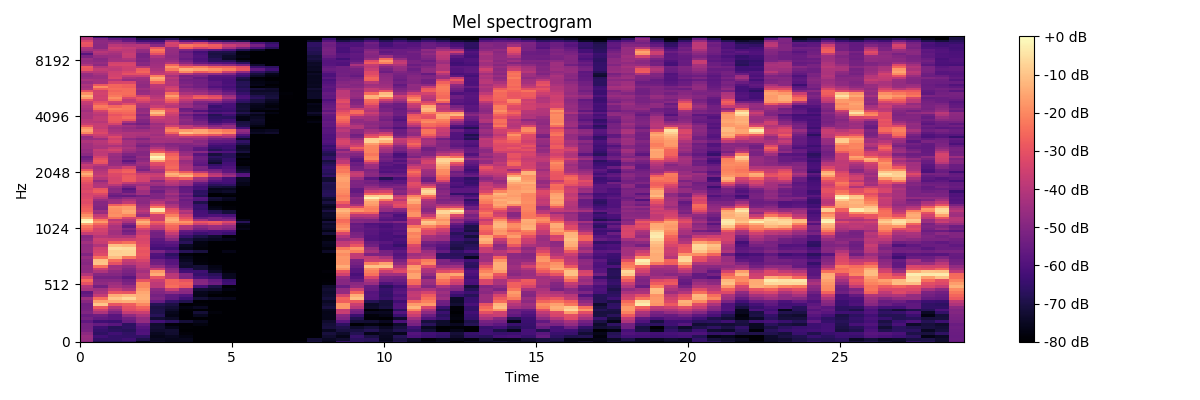 Mel spectrogram
Hz
8192
4096
2048
1024
512
0
0 5 10 15 20 25
Time
+0 dB
-10 dB
-20 dB
-30 dB
-40 dB
-50 dB
-60 dB
-70 dB
-80 dB